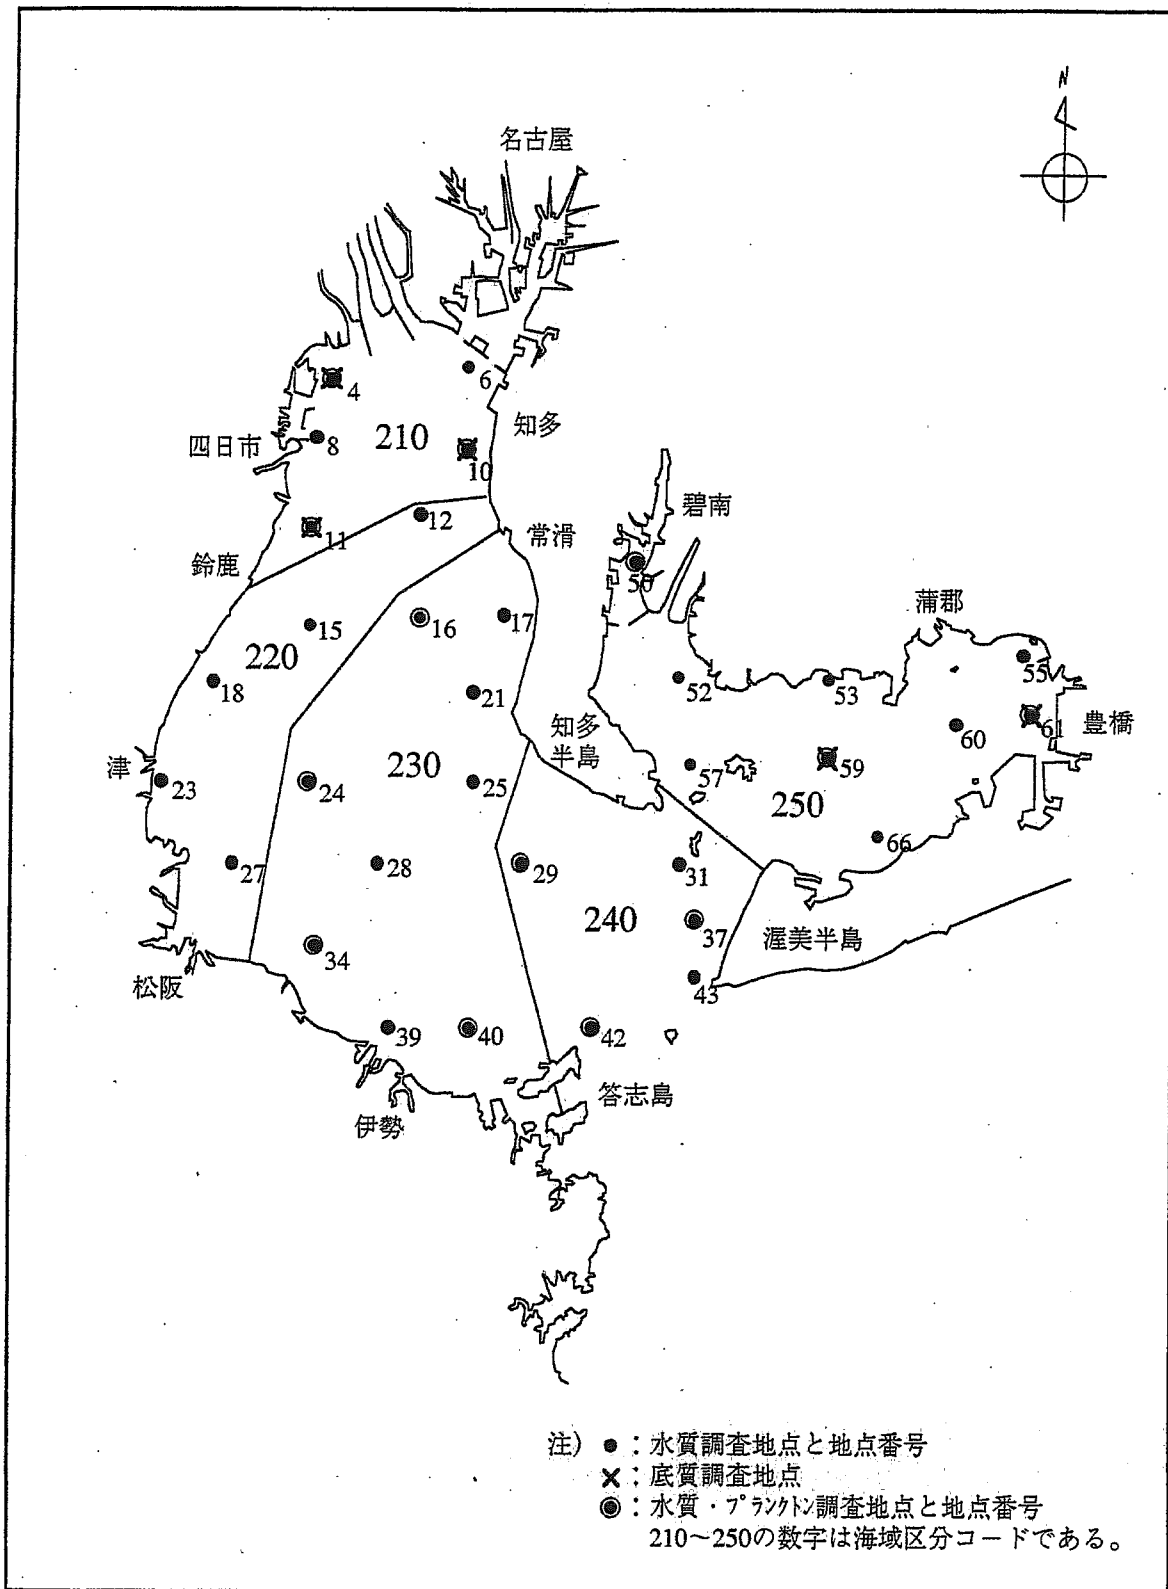 N
名古屋
4
6
知多
四日市
8
210
10
碧南
11
12
常滑
鈴鹿
50
蒲郡
15
16
17
220
55
18
52
53
21
知多
半島
61
豊橋
60
津
230
57
59
23
24
25
250
66
27
28
29
31
240
37
渥美半島
34
松阪
43
39
40
42
答志島
伊勢
注) ●：水質調査地点と地点番号
×：底質調査地点
◉：水質・プランクトン調査地点と地点番号
210～250の数字は海域区分コードである。